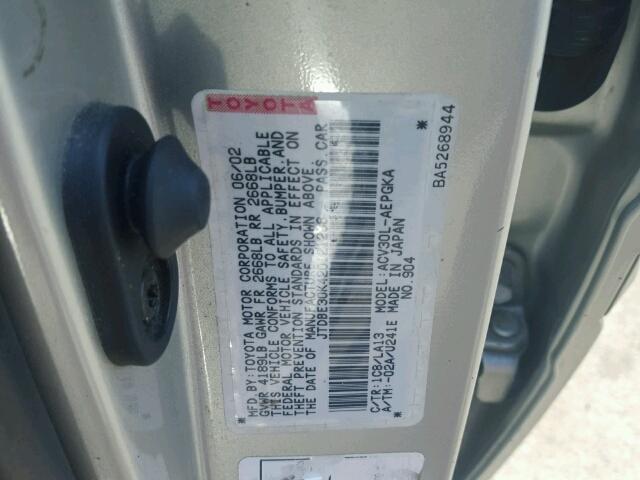 TOYOTA
MFD. BY: TOYOTA MOTOR CORPORATION 06/02
GVWR 4189LB GAWR FR 2668LB RR 2668LB
THIS VEHICLE CONFORMS TO ALL APPLICABLE
FEDERAL MOTOR VEHICLE SAFETY, BUMPER, AND
THEFT PREVENTION STANDARDS IN EFFECT ON
THE DATE OF MANUFACTURE SHOWN ABOVE.
PASS. CAR
C/TR: 1C8/LA13 MODEL: ACV30L-AEPGKA
A/TM: -02A/U241E MADE IN JAPAN
NO. 904
* BA5268944 *